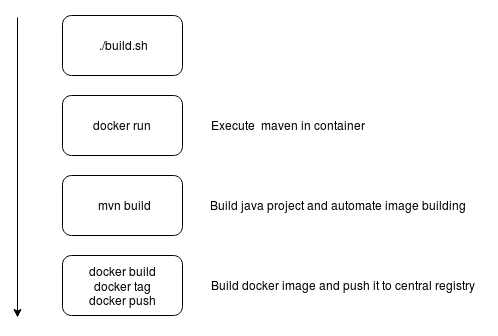 ./build.sh
docker run
Execute maven in container
mvn build
Build java project and automate image building
docker build
docker tag
docker push
Build docker image and push it to central registry